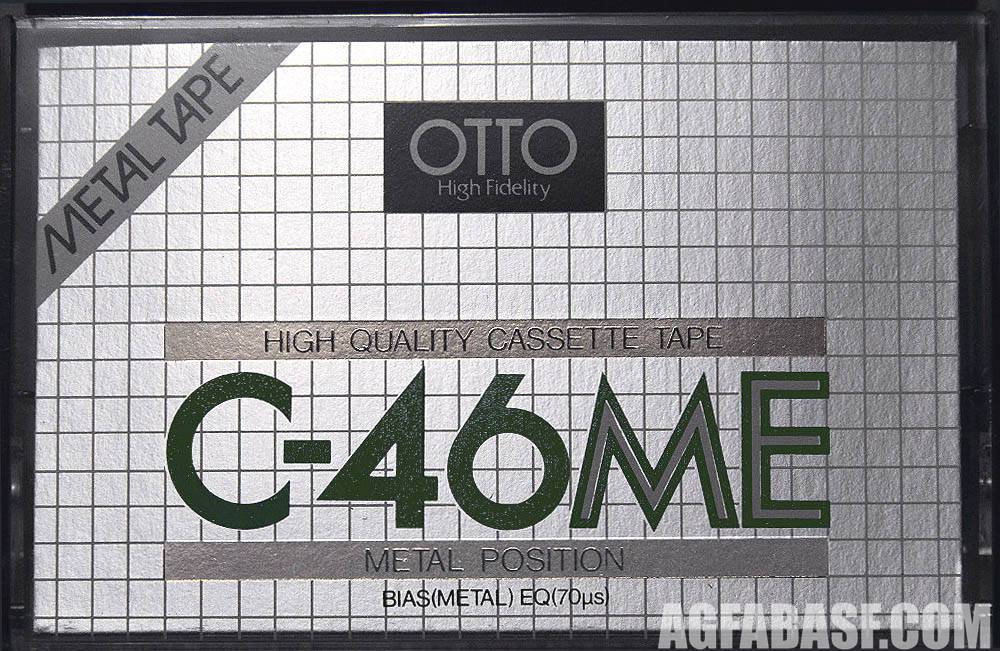 METAL TAPE
OTTO
High Fidelity
HIGH QUALITY CASSETTE TAPE
C-46ME
METAL POSITION
BIAS(METAL) EQ(70µs)
AGFABASF.COM